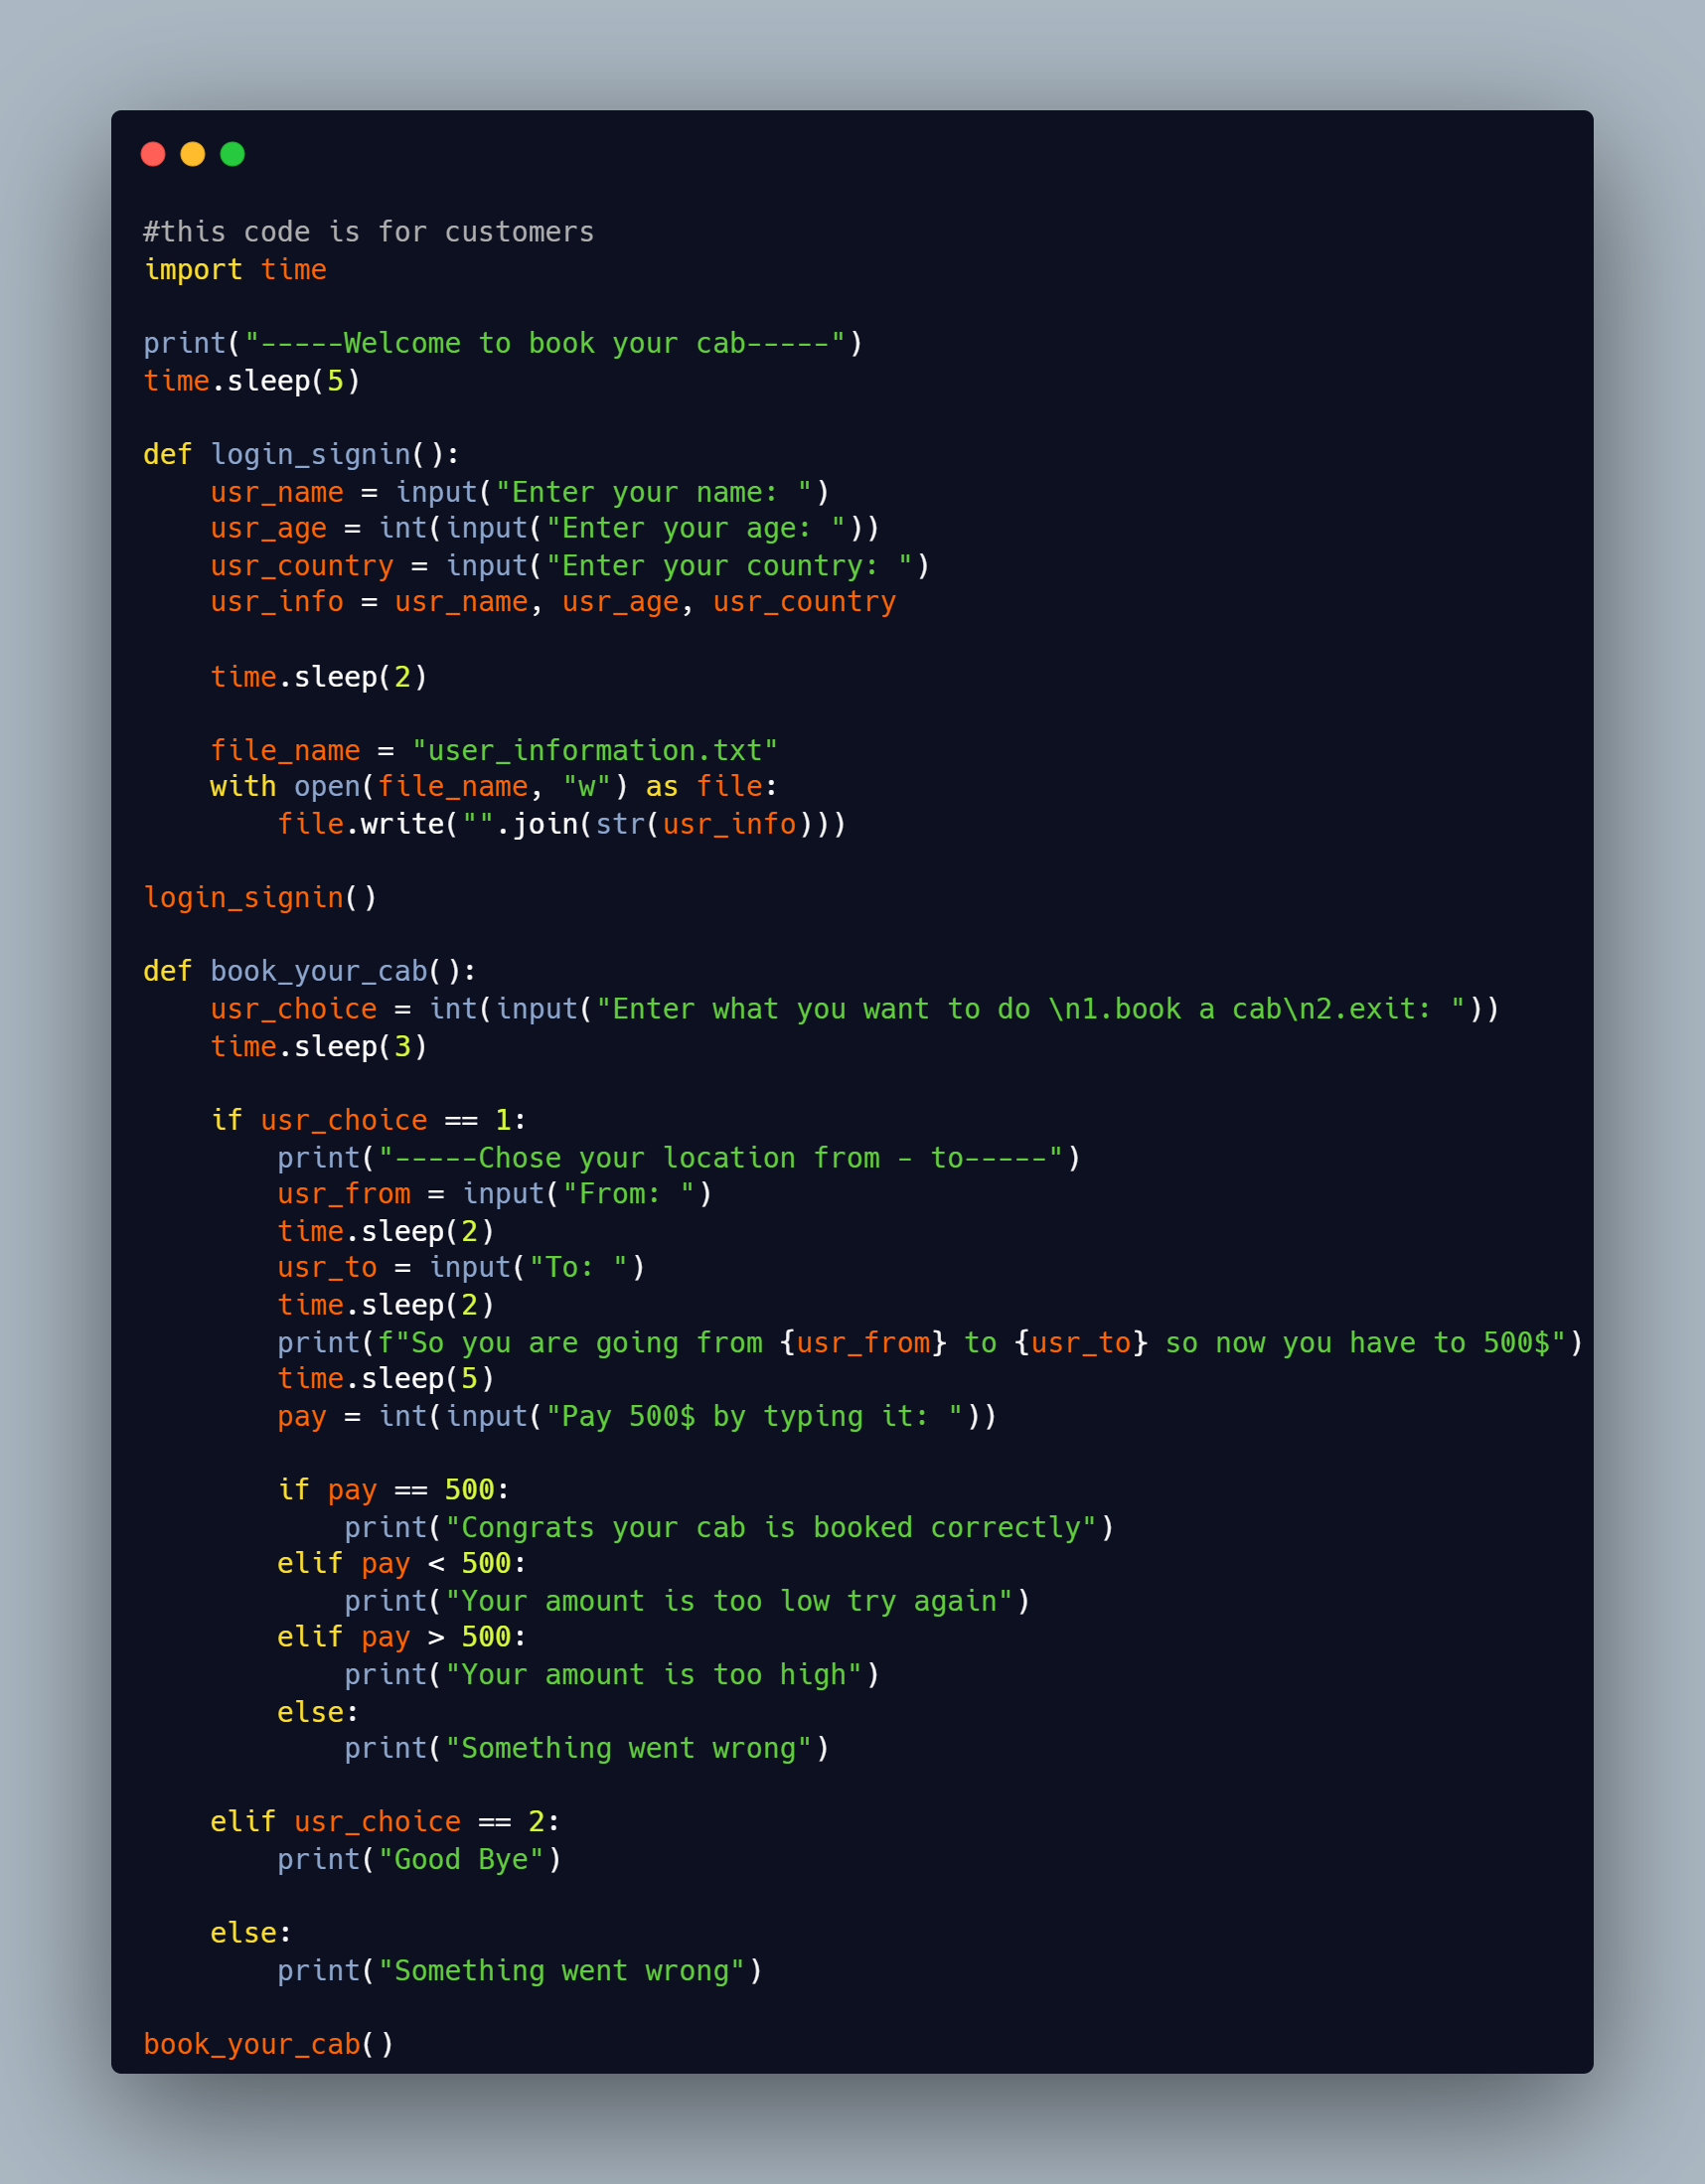 #this code is for customers
import time

print("-----Welcome to book your cab-----")
time.sleep(5)

def login_signin():
    usr_name = input("Enter your name: ")
    usr_age = int(input("Enter your age: "))
    usr_country = input("Enter your country: ")
    usr_info = usr_name, usr_age, usr_country

    time.sleep(2)

    file_name = "user_information.txt"
    with open(file_name, "w") as file:
        file.write("".join(str(usr_info)))

login_signin()

def book_your_cab():
    usr_choice = int(input("Enter what you want to do \n1.book a cab\n2.exit: "))
    time.sleep(3)

    if usr_choice == 1:
        print("-----Chose your location from - to-----")
        usr_from = input("From: ")
        time.sleep(2)
        usr_to = input("To: ")
        time.sleep(2)
        print(f"So you are going from {usr_from} to {usr_to} so now you have to 500$")
        time.sleep(5)
        pay = int(input("Pay 500$ by typing it: "))

        if pay == 500:
            print("Congrats your cab is booked correctly")
        elif pay < 500:
            print("Your amount is too low try again")
        elif pay > 500:
            print("Your amount is too high")
        else:
            print("Something went wrong")

    elif usr_choice == 2:
        print("Good Bye")

    else:
        print("Something went wrong")

book_your_cab()